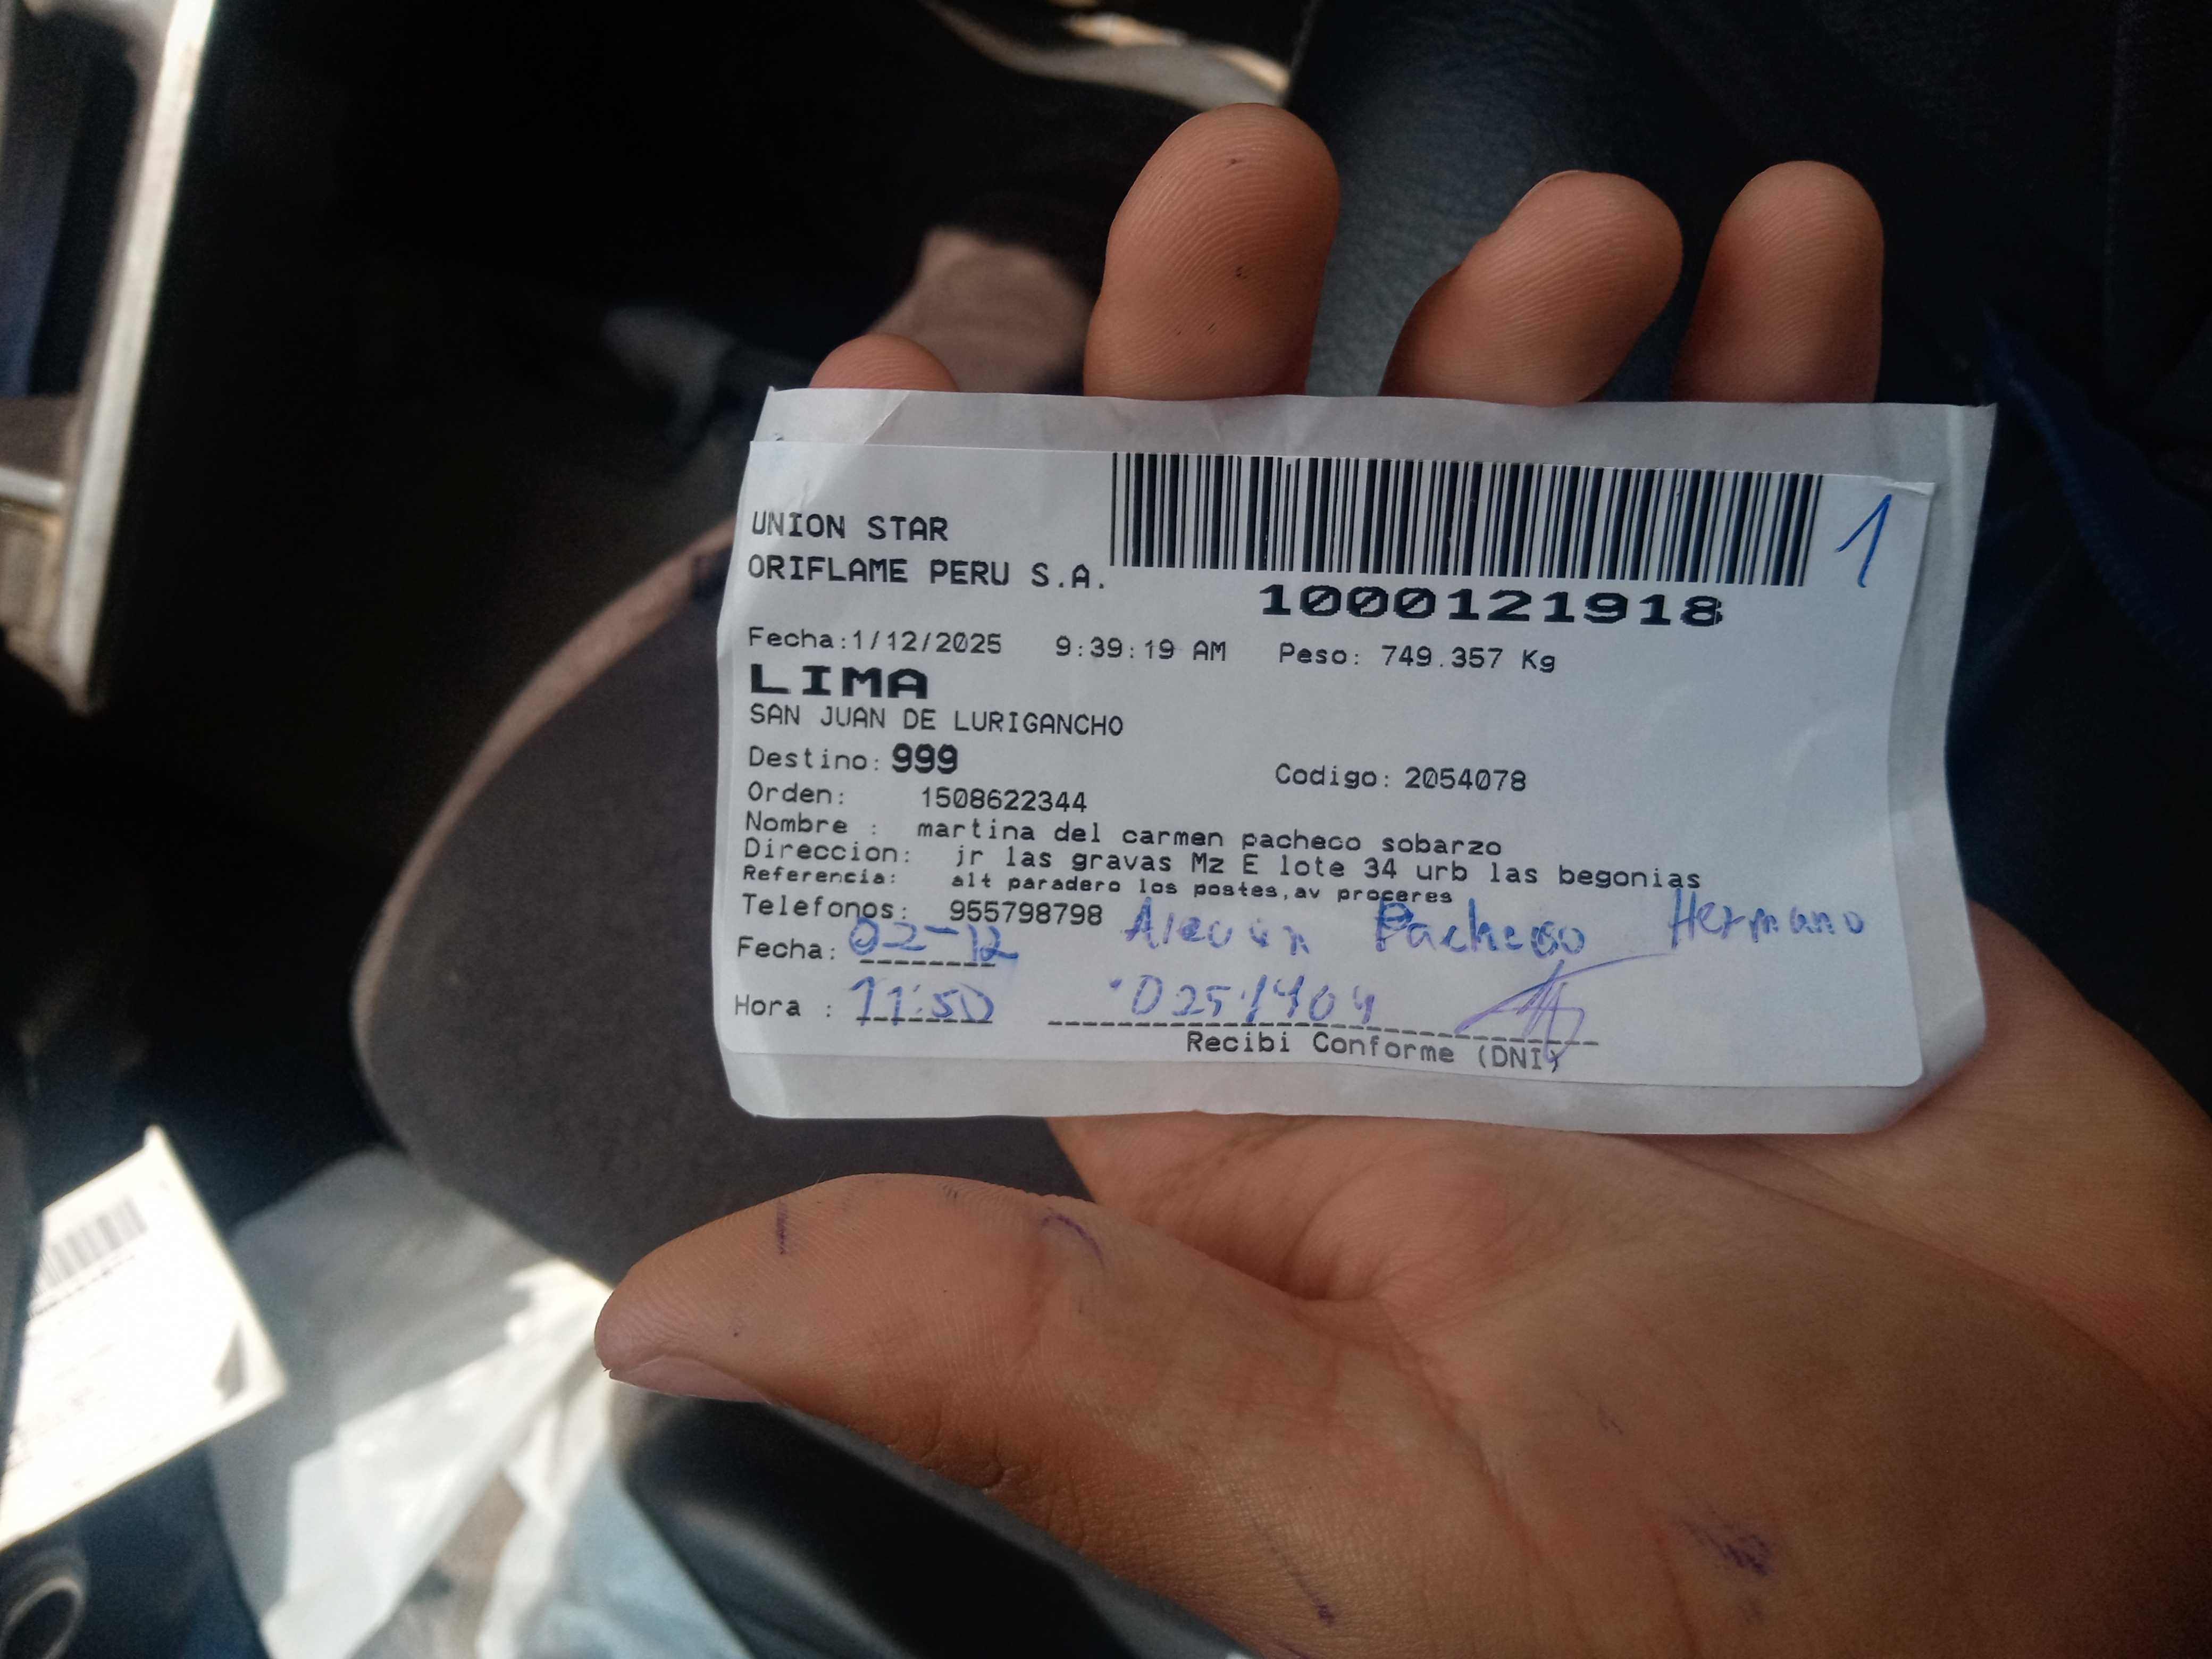 UNION STAR
ORIFLAME PERU S.A.
1
1000121918
Fecha:1/12/2025 9:39:19 AM Peso: 749.357 Kg
LIMA
SAN JUAN DE LURIGANCHO
Destino: 999 Codigo: 2054078
Orden: 1508622344
Nombre : martina del carmen pacheco sobarzo
Direccion: jr las gravas Mz E lote 34 urb las begonias
Referencia: alt paradero los postes,av proceres
Telefonos: 955798798
Fecha: 02-12 Pacheco Hermano
Hora : 11:50
Recibi Conforme (DNI)